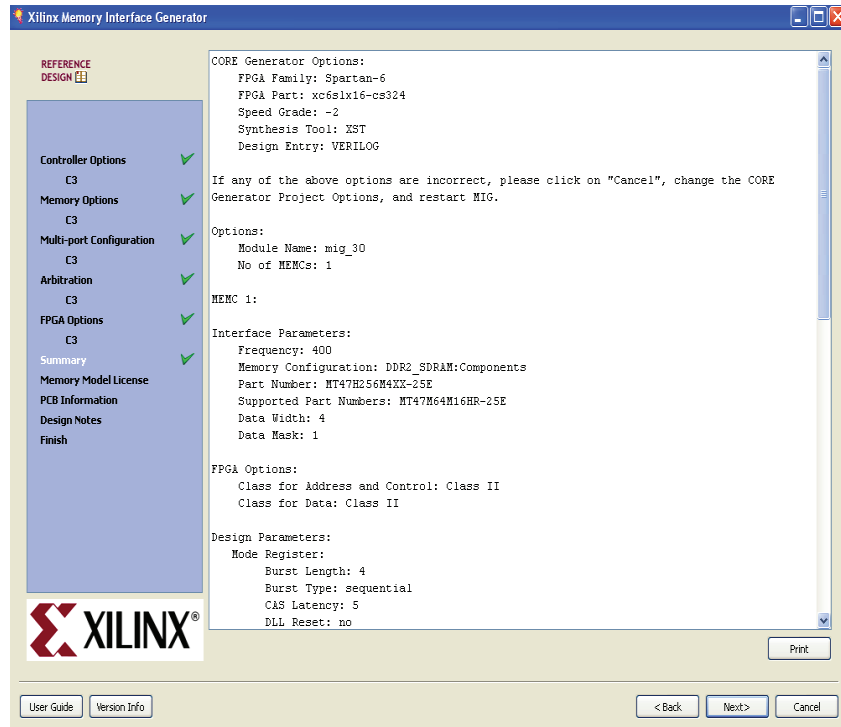 Xilinx Memory Interface Generator
REFERENCE
DESIGN
Controller Options
C3
Memory Options
C3
Multi-port Configuration
C3
Arbitration
C3
FPGA Options
C3
Summary
Memory Model License
PCB Information
Design Notes
Finish
XILINX®
CORE Generator Options:
FPGA Family: Spartan-6
FPGA Part: xc6slx16-cs324
Speed Grade: -2
Synthesis Tool: XST
Design Entry: VERILOG
If any of the above options are incorrect, please click on "Cancel", change the CORE
Generator Project Options, and restart MIG.
Options:
Module Name: mig_30
No of MEMCs: 1
MEMC 1:
Interface Parameters:
Frequency: 400
Memory Configuration: DDR2_SDRAM:Components
Part Number: MT47H256M4XX-25E
Supported Part Numbers: MT47M64M16HR-25E
Data Width: 4
Data Mask: 1
FPGA Options:
Class for Address and Control: Class II
Class for Data: Class II
Design Parameters:
Mode Register:
Burst Length: 4
Burst Type: sequential
CAS Latency: 5
DLL Reset: no
Print
User Guide
Version Info
< Back
Next>
Cancel